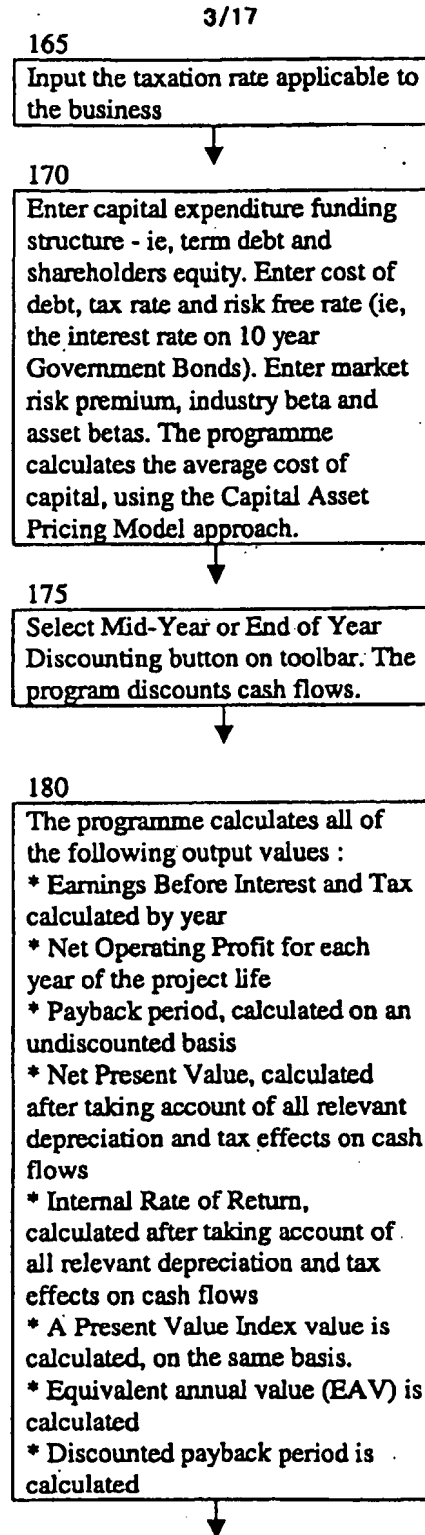 3/17
165
Input the taxation rate applicable to
the business
170
Enter capital expenditure funding
structure - ie, term debt and
shareholders equity. Enter cost of
debt, tax rate and risk free rate (ie,
the interest rate on 10 year
Government Bonds). Enter market
risk premium, industry beta and
asset betas. The programme
calculates the average cost of
capital, using the Capital Asset
Pricing Model approach.
175
Select Mid-Year or End of Year
Discounting button on toolbar. The
program discounts cash flows.
180
The programme calculates all of
the following output values :
* Earnings Before Interest and Tax
calculated by year
* Net Operating Profit for each
year of the project life
* Payback period, calculated on an
undiscounted basis
* Net Present Value, calculated
after taking account of all relevant
depreciation and tax effects on cash
flows
* Internal Rate of Return,
calculated after taking account of
all relevant depreciation and tax
effects on cash flows
* A Present Value Index value is
calculated, on the same basis.
* Equivalent annual value (EAV) is
calculated
* Discounted payback period is
calculated